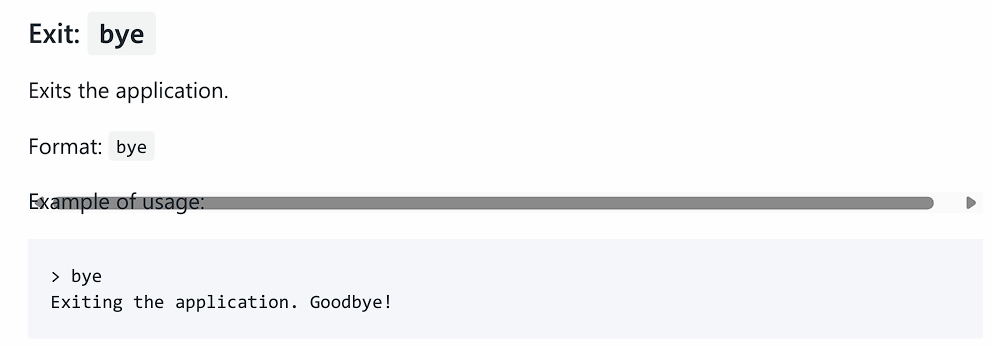 Exit: bye
Exits the application.
Format: bye
Example of usage:
> bye
Exiting the application. Goodbye!